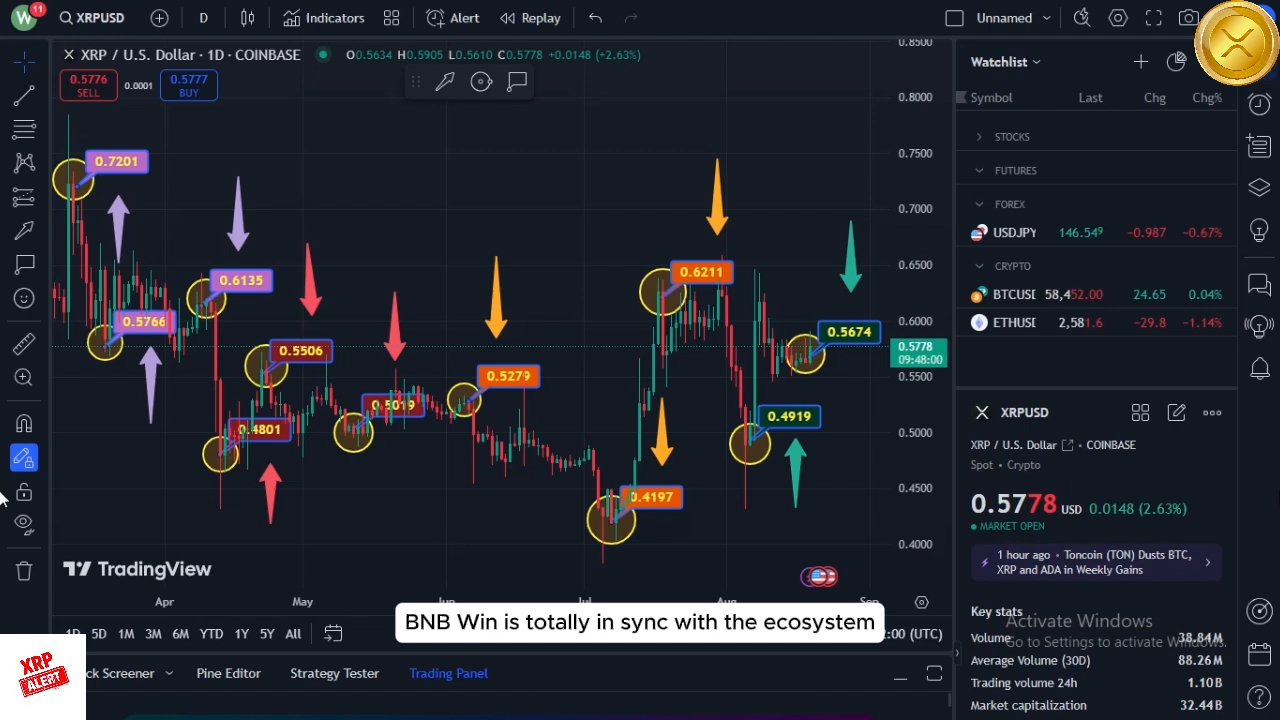 W 11 XRPUSD D Indicators Alert Replay Unnamed
XRP / U.S. Dollar · 1D · COINBASE O0.5634 H0.5905 L0.5610 C0.5778 +0.0148 (+2.63%)
0.5776 SELL 0.0001 0.5777 BUY
0.7201
0.5766
0.6135
0.4801
0.5506
0.5019
0.5279
0.4197
0.6211
0.4919
0.5674
0.8500
0.8000
0.7500
0.7000
0.6500
0.6000
0.5778
09:48:00
0.5500
0.5000
0.4500
0.4000
TradingView
Apr May Jun Jul Aug Sep
1D 5D 1M 3M 6M YTD 1Y 5Y All (UTC)
BNB Win is totally in sync with the ecosystem
XRP
ALERT
ck Screener Pine Editor Strategy Tester Trading Panel
Watchlist
Symbol Last Chg Chg%
STOCKS
FUTURES
FOREX
USDJPY 146.549 −0.987 −0.67%
CRYPTO
BTCUSD 58,452.00 24.65 0.04%
ETHUSD 2,581.6 −29.8 −1.14%
XRPUSD
XRP / U.S. Dollar COINBASE
Spot • Crypto
0.5778 USD 0.0148 (2.63%)
MARKET OPEN
1 hour ago • Toncoin (TON) Dusts BTC,
XRP and ADA in Weekly Gains
Key stats
Activate Windows
Go to Settings to activate Windows.
Volume 38.84M
Average Volume (30D) 88.26M
Trading volume 24h 1.10B
Market capitalization 32.44B